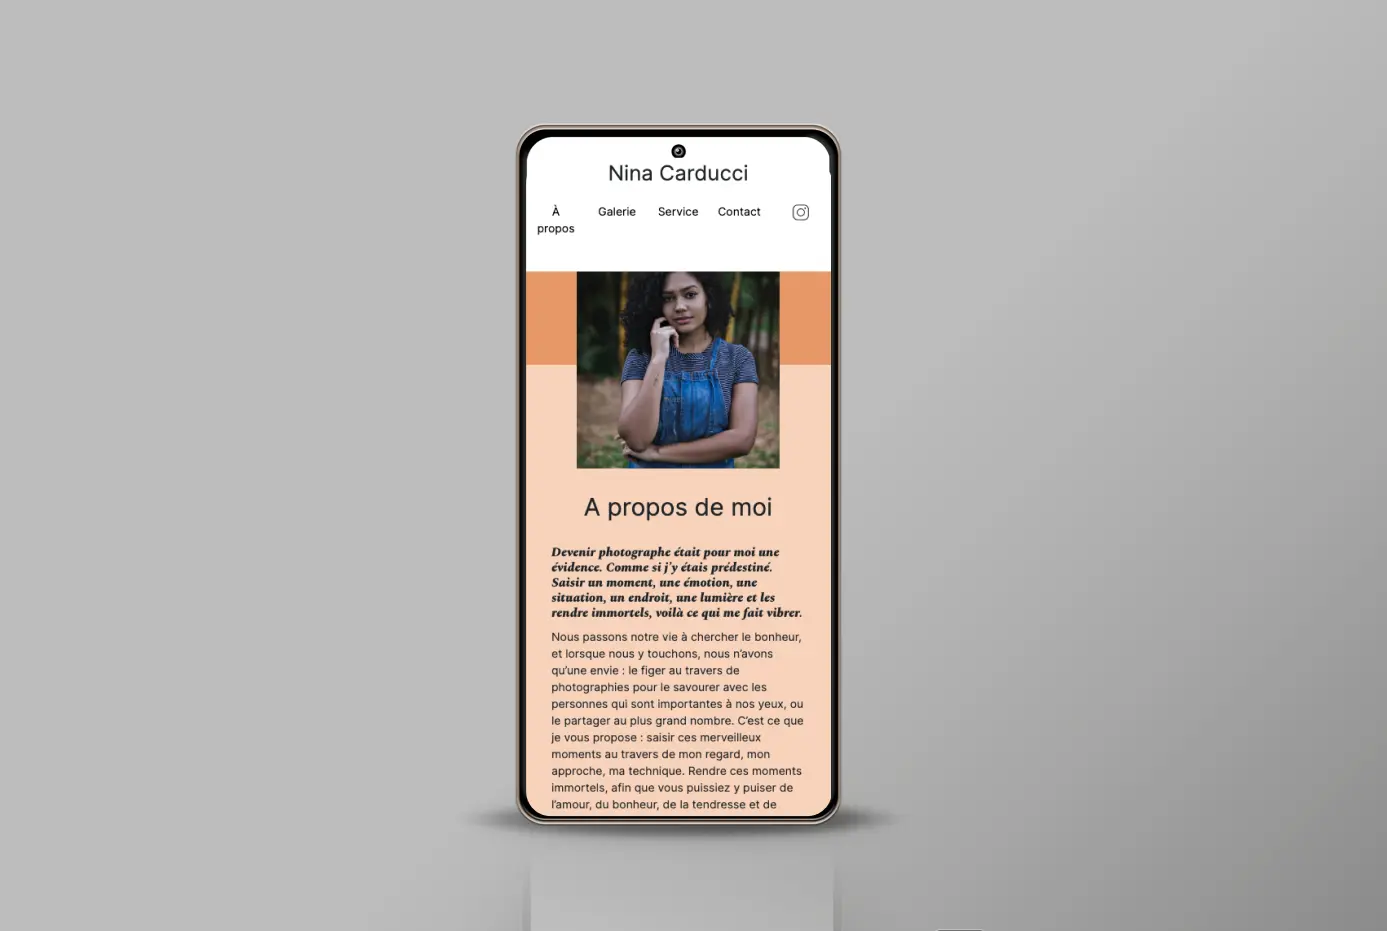 Nina Carducci
À
propos
Galerie
Service
Contact
A propos de moi
Devenir photographe était pour moi une
évidence. Comme si j'y étais prédestiné.
Saisir un moment, une émotion, une
situation, un endroit, une lumière et les
rendre immortels, voilà ce qui me fait vibrer.
Nous passons notre vie à chercher le bonheur,
et lorsque nous y touchons, nous n’avons
qu’une envie : le figer au travers de
photographies pour le savourer avec les
personnes qui sont importantes à nos yeux, ou
le partager au plus grand nombre. C’est ce que
je vous propose : saisir ces merveilleux
moments au travers de mon regard, mon
approche, ma technique. Rendre ces moments
immortels, afin que vous puissiez y puiser de
l’amour, du bonheur, de la tendresse et de